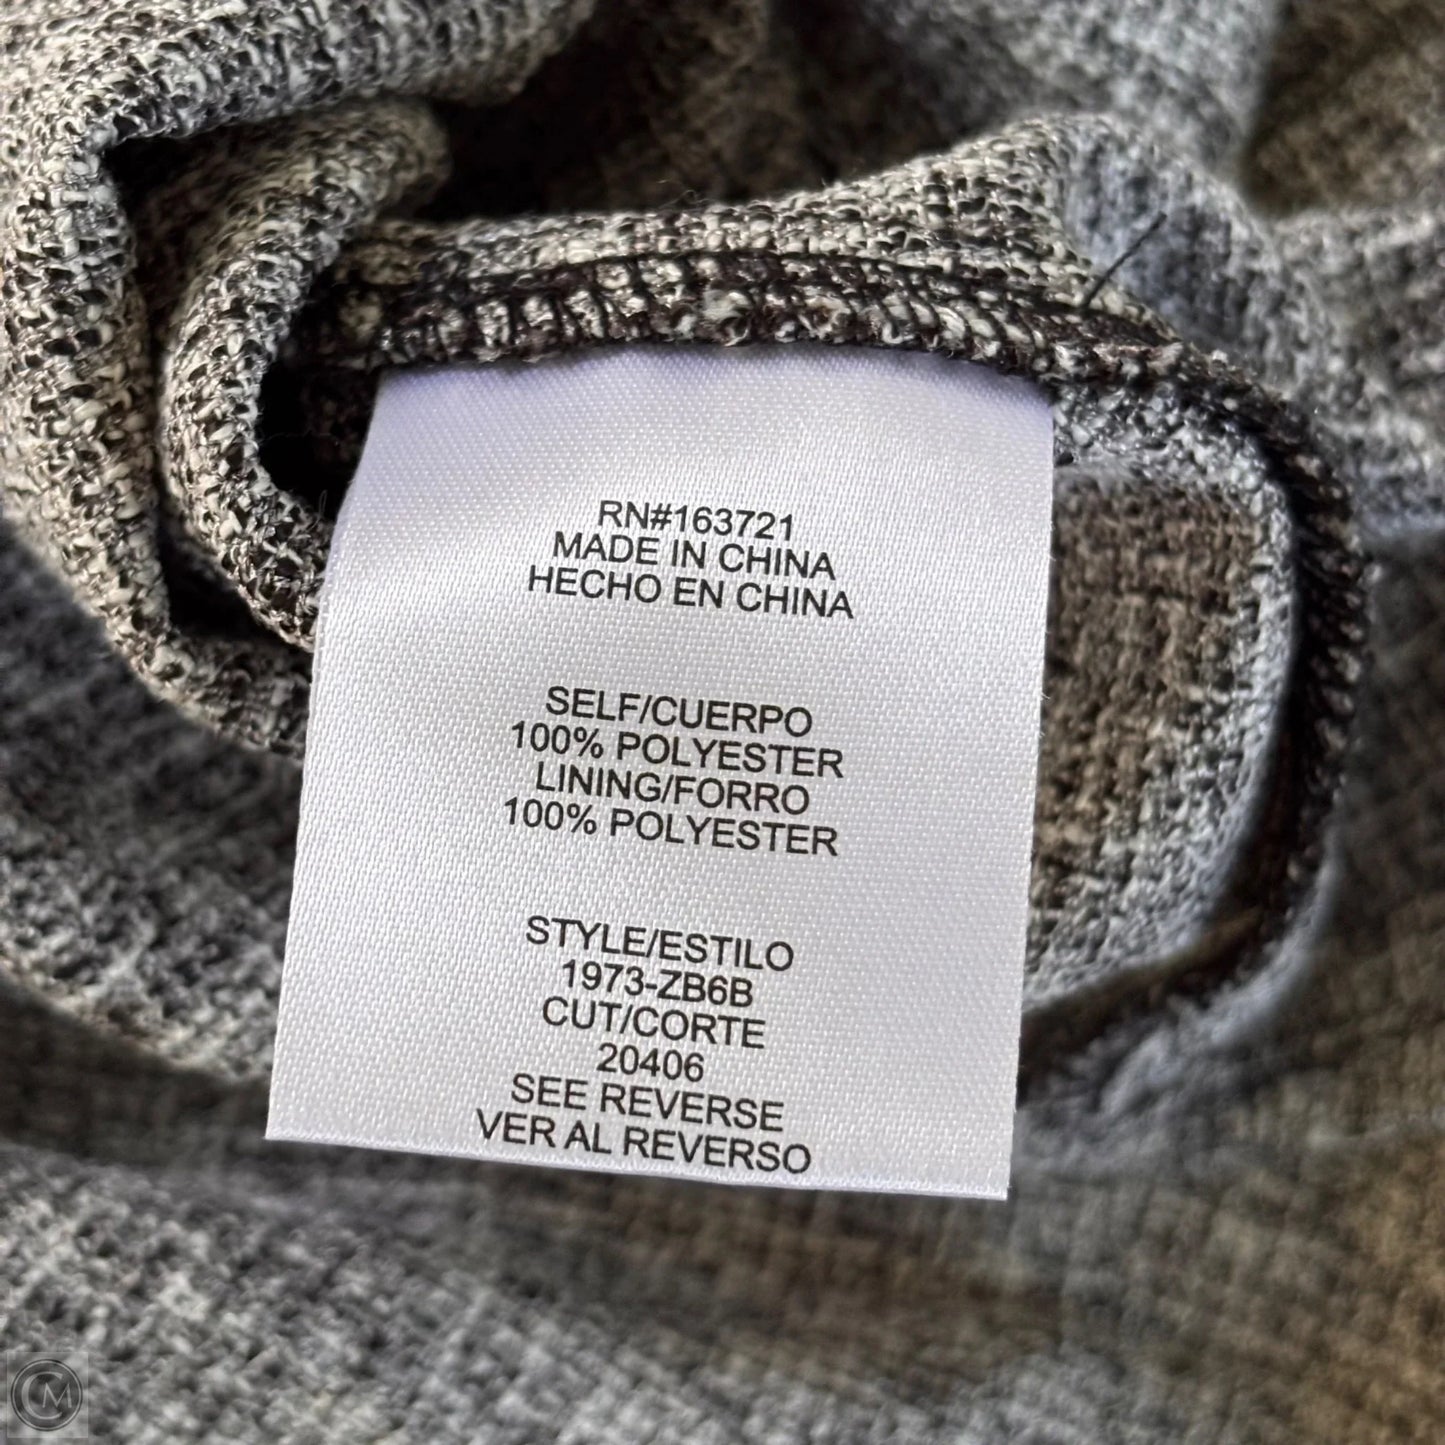 RN#163721
MADE IN CHINA
HECHO EN CHINA
SELF/CUERPO
100% POLYESTER
LINING/FORRO
100% POLYESTER
STYLE/ESTILO
1973-ZB6B
CUT/CORTE
20406
SEE REVERSE
VER AL REVERSO
CM